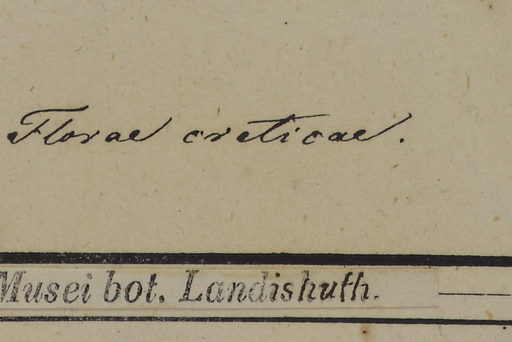 Florae creticae.
Musei bot. Landishuth.